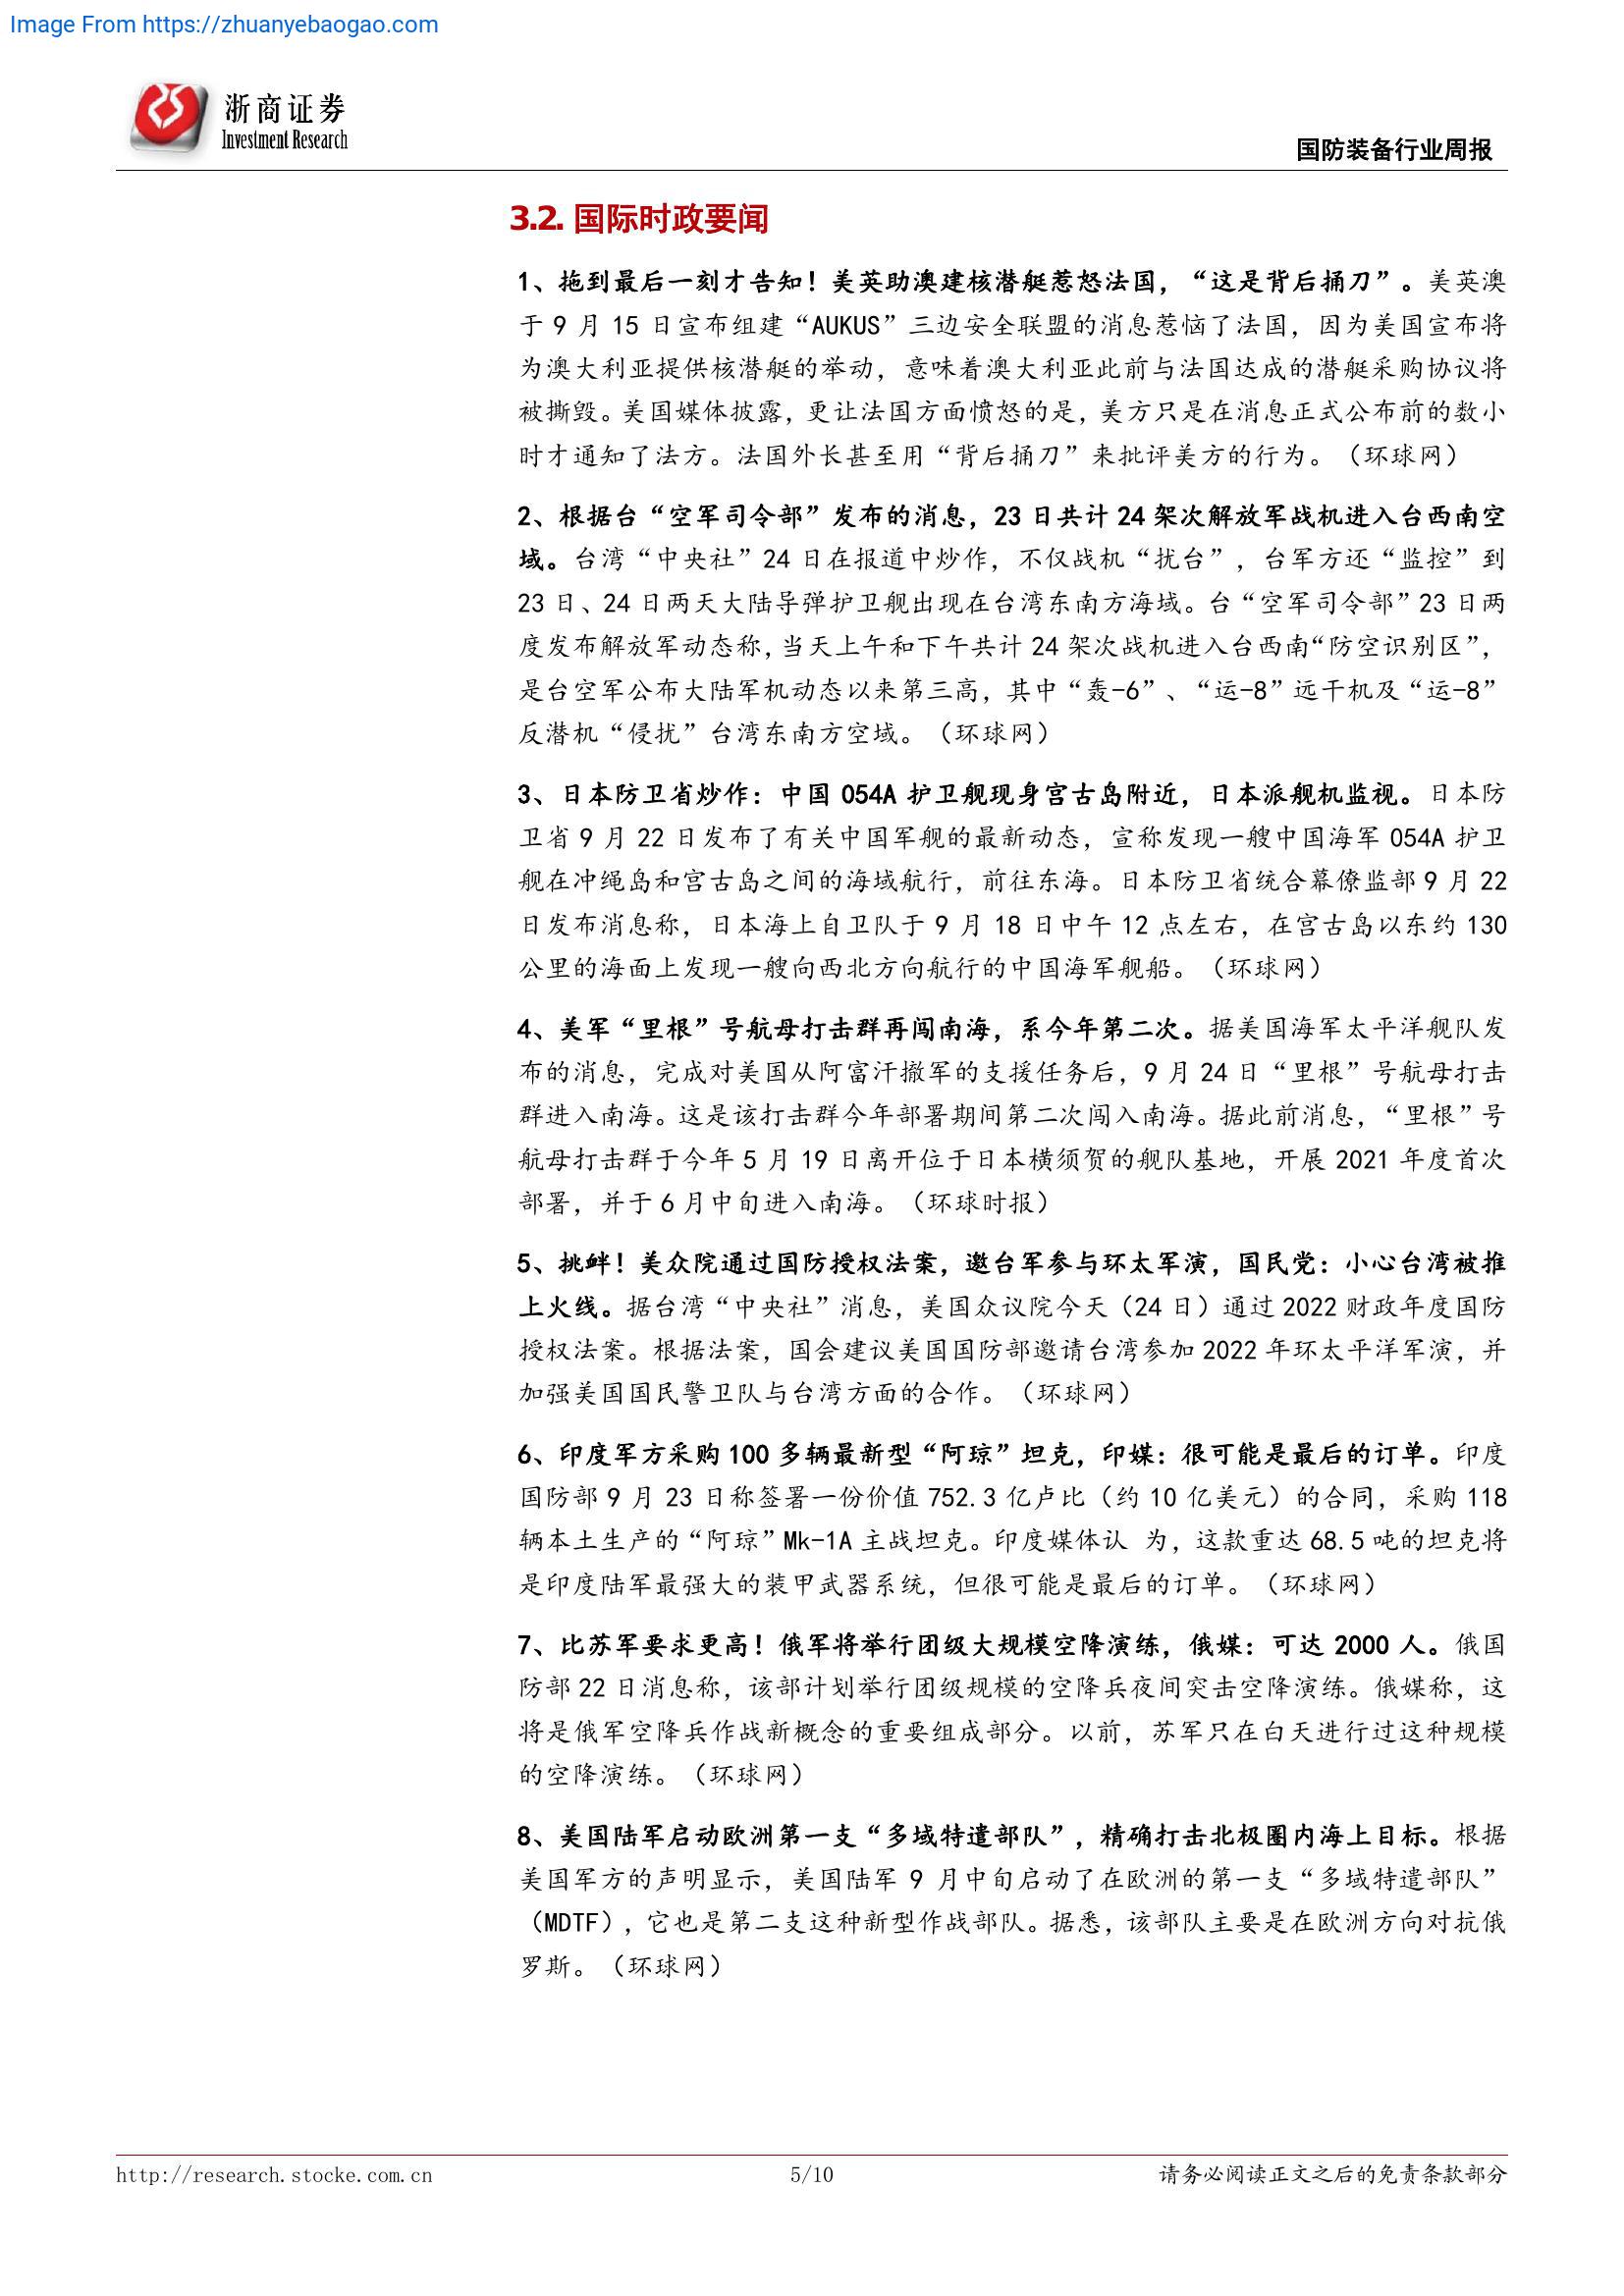 Image From https://zhuanyebaogao.com
浙商证券
Investment Research
国防装备行业周报
3.2. 国际时政要闻
1、拖到最后一刻才告知！美英助澳建核潜艇惹怒法国，“这是背后捅刀”。美英澳
于 9 月 15 日宣布组建“AUKUS”三边安全联盟的消息惹恼了法国，因为美国宣布将
为澳大利亚提供核潜艇的举动，意味着澳大利亚此前与法国达成的潜艇采购协议将
被撕毁。美国媒体披露，更让法国方面愤怒的是，美方只是在消息正式公布前的数小
时才通知了法方。法国外长甚至用“背后捅刀”来批评美方的行为。（环球网）
2、根据台“空军司令部”发布的消息，23 日共计 24 架次解放军战机进入台西南空
域。台湾“中央社”24 日在报道中炒作，不仅战机“扰台”，台军方还“监控”到
23 日、24 日两天大陆导弹护卫舰出现在台湾东南方海域。台“空军司令部”23 日两
度发布解放军动态称，当天上午和下午共计 24 架次战机进入台西南“防空识别区”，
是台空军公布大陆军机动态以来第三高，其中“轰-6”、“运-8”远干机及“运-8”
反潜机“侵扰”台湾东南方空域。（环球网）
3、日本防卫省炒作：中国 054A 护卫舰现身宫古岛附近，日本派舰机监视。日本防
卫省 9 月 22 日发布了有关中国军舰的最新动态，宣称发现一艘中国海军 054A 护卫
舰在冲绳岛和宫古岛之间的海域航行，前往东海。日本防卫省统合幕僚监部 9 月 22
日发布消息称，日本海上自卫队于 9 月 18 日中午 12 点左右，在宫古岛以东约 130
公里的海面上发现一艘向西北方向航行的中国海军舰船。（环球网）
4、美军“里根”号航母打击群再闯南海，系今年第二次。据美国海军太平洋舰队发
布的消息，完成对美国从阿富汗撤军的支援任务后，9 月 24 日“里根”号航母打击
群进入南海。这是该打击群今年部署期间第二次闯入南海。据此前消息，“里根”号
航母打击群于今年 5 月 19 日离开位于日本横须贺的舰队基地，开展 2021 年度首次
部署，并于 6 月中旬进入南海。（环球时报）
5、挑衅！美众院通过国防授权法案，邀台军参与环太军演，国民党：小心台湾被推
上火线。据台湾“中央社”消息，美国众议院今天（24 日）通过 2022 财政年度国防
授权法案。根据法案，国会建议美国国防部邀请台湾参加 2022 年环太平洋军演，并
加强美国国民警卫队与台湾方面的合作。（环球网）
6、印度军方采购 100 多辆最新型“阿琼”坦克，印媒：很可能是最后的订单。印度
国防部 9 月 23 日称签署一份价值 752.3 亿卢比（约 10 亿美元）的合同，采购 118
辆本土生产的“阿琼”Mk-1A 主战坦克。印度媒体认 为，这款重达 68.5 吨的坦克将
是印度陆军最强大的装甲武器系统，但很可能是最后的订单。（环球网）
7、比苏军要求更高！俄军将举行团级大规模空降演练，俄媒：可达 2000 人。俄国
防部 22 日消息称，该部计划举行团级规模的空降兵夜间突击空降演练。俄媒称，这
将是俄军空降兵作战新概念的重要组成部分。以前，苏军只在白天进行过这种规模
的空降演练。（环球网）
8、美国陆军启动欧洲第一支“多域特遣部队”，精确打击北极圈内海上目标。根据
美国军方的声明显示，美国陆军 9 月中旬启动了在欧洲的第一支“多域特遣部队”
（MDTF），它也是第二支这种新型作战部队。据悉，该部队主要是在欧洲方向对抗俄
罗斯。（环球网）
http://research.stocke.com.cn
5/10
请务必阅读正文之后的免责条款部分